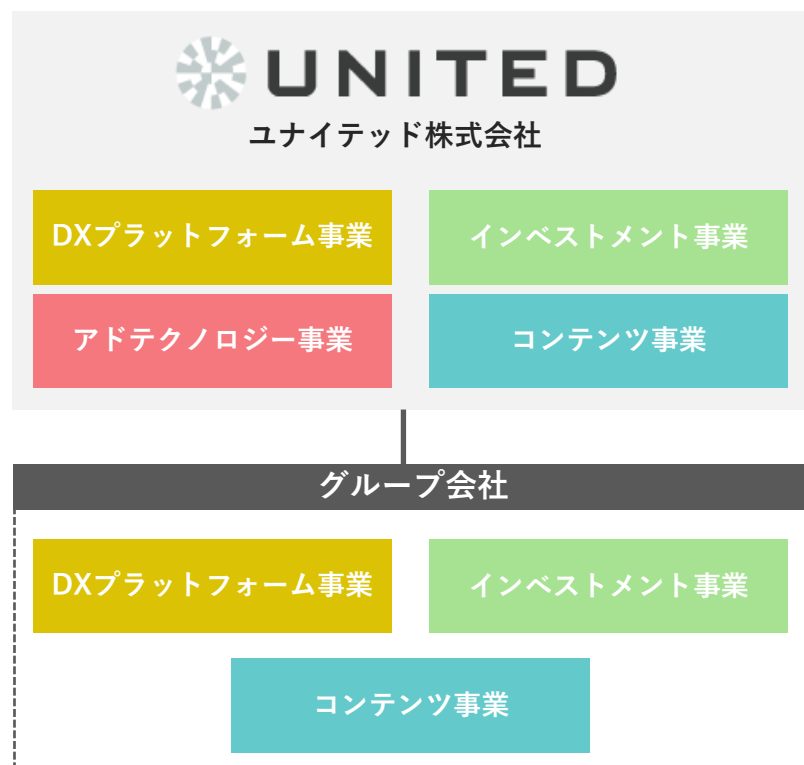 UNITED
ユナイテッド株式会社
DXプラットフォーム事業
インベストメント事業
アドテクノロジー事業
コンテンツ事業
グループ会社
DXプラットフォーム事業
インベストメント事業
コンテンツ事業